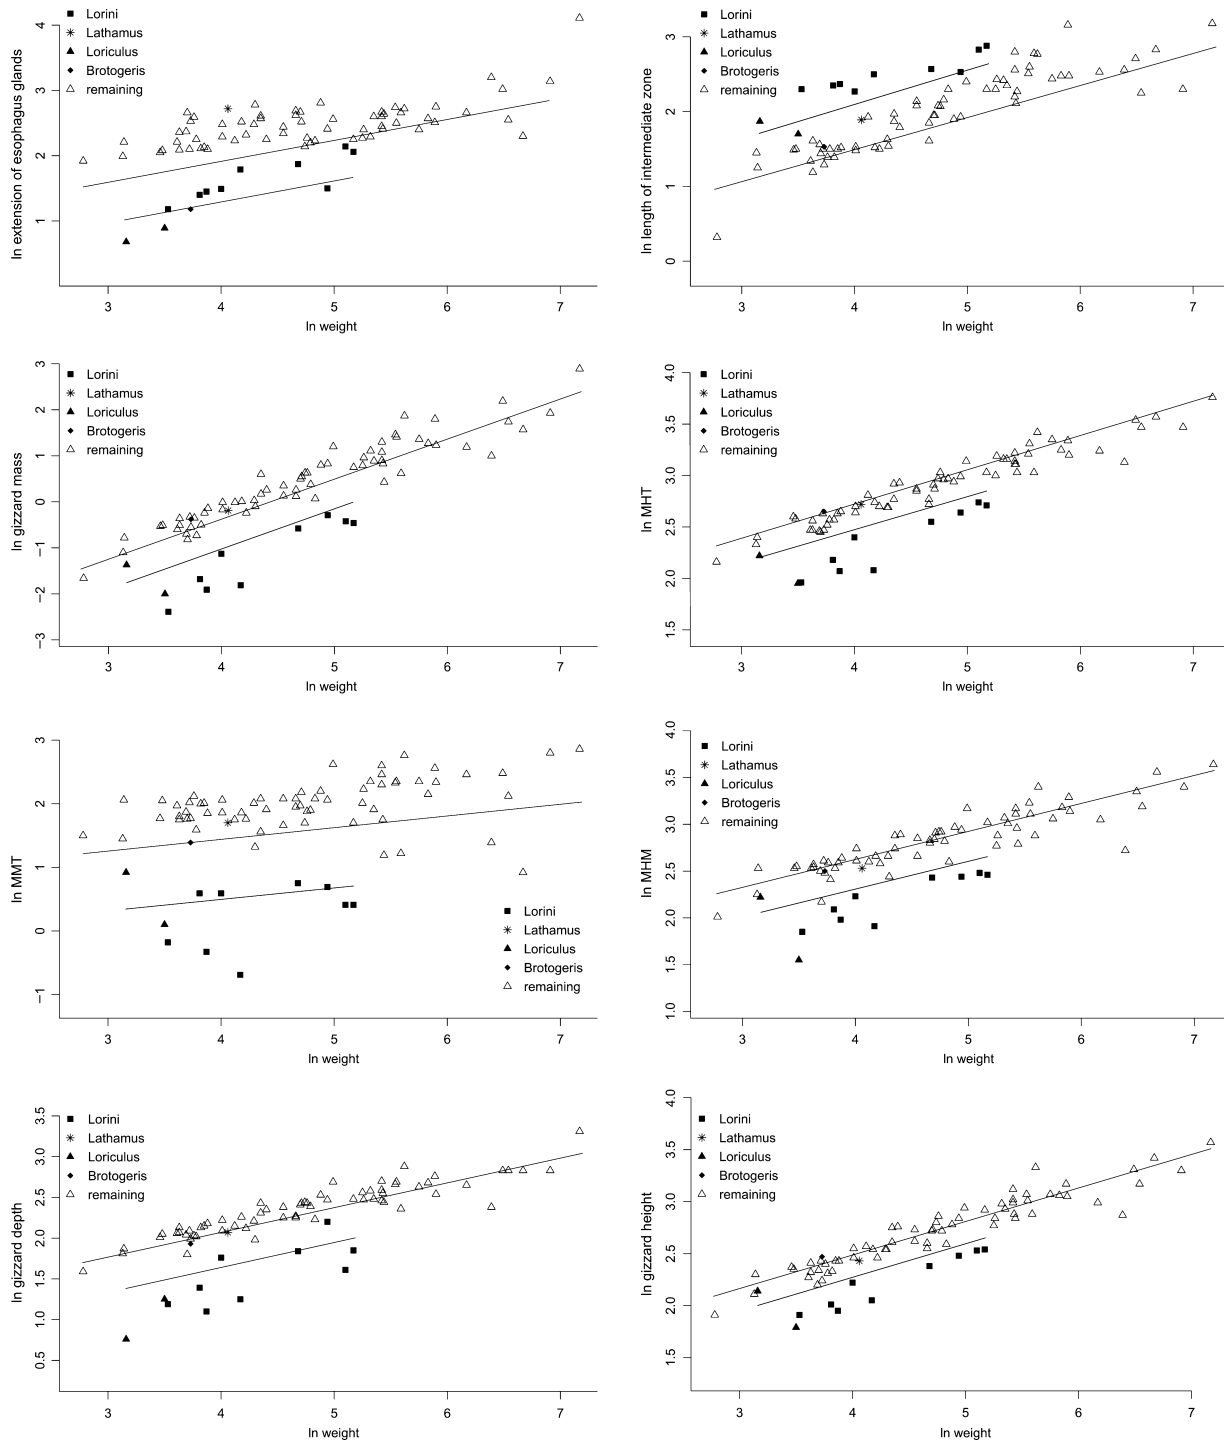 Lorini
Lathamus
Loriculus
Brotogeris
remaining
ln extension of esophagus glands
4
3
2
1
3 4 5 6 7
ln weight
Lorini
Lathamus
Loriculus
Brotogeris
remaining
ln length of intermediate zone
3
2
1
0
3 4 5 6 7
ln weight
Lorini
Lathamus
Loriculus
Brotogeris
remaining
ln gizzard mass
3
2
1
0
−1
−2
−3
3 4 5 6 7
ln weight
Lorini
Lathamus
Loriculus
Brotogeris
remaining
ln MHT
4.0
3.5
3.0
2.5
2.0
1.5
3 4 5 6 7
ln weight
ln MMT
3
2
1
0
−1
Lorini
Lathamus
Loriculus
Brotogeris
remaining
3 4 5 6 7
ln weight
Lorini
Lathamus
Loriculus
Brotogeris
remaining
ln MHM
4.0
3.5
3.0
2.5
2.0
1.5
1.0
3 4 5 6 7
ln weight
Lorini
Lathamus
Loriculus
Brotogeris
remaining
ln gizzard depth
3.5
3.0
2.5
2.0
1.5
1.0
0.5
3 4 5 6 7
ln weight
Lorini
Lathamus
Loriculus
Brotogeris
remaining
ln gizzard height
4.0
3.5
3.0
2.5
2.0
1.5
3 4 5 6 7
ln weight